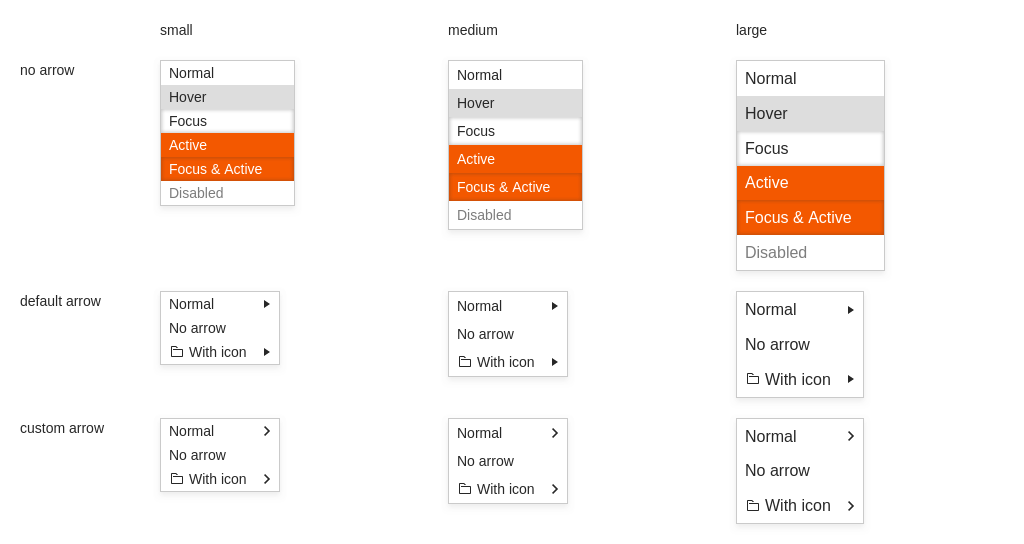 small medium large
no arrow
Normal Normal Normal
Hover Hover Hover
Focus Focus Focus
Active Active Active
Focus & Active Focus & Active Focus & Active
Disabled Disabled Disabled
default arrow
Normal Normal Normal
No arrow No arrow No arrow
With icon With icon With icon
custom arrow
Normal Normal Normal
No arrow No arrow No arrow
With icon With icon With icon